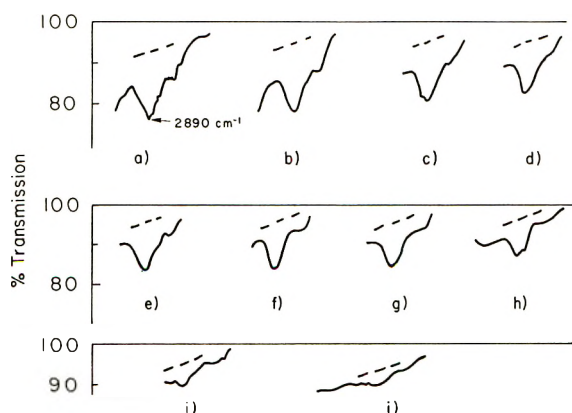 100
80
2890 cm⁻¹
a) b) c) d)
% Transmission
100
80
e) f) g) h)
100
90
i) j)